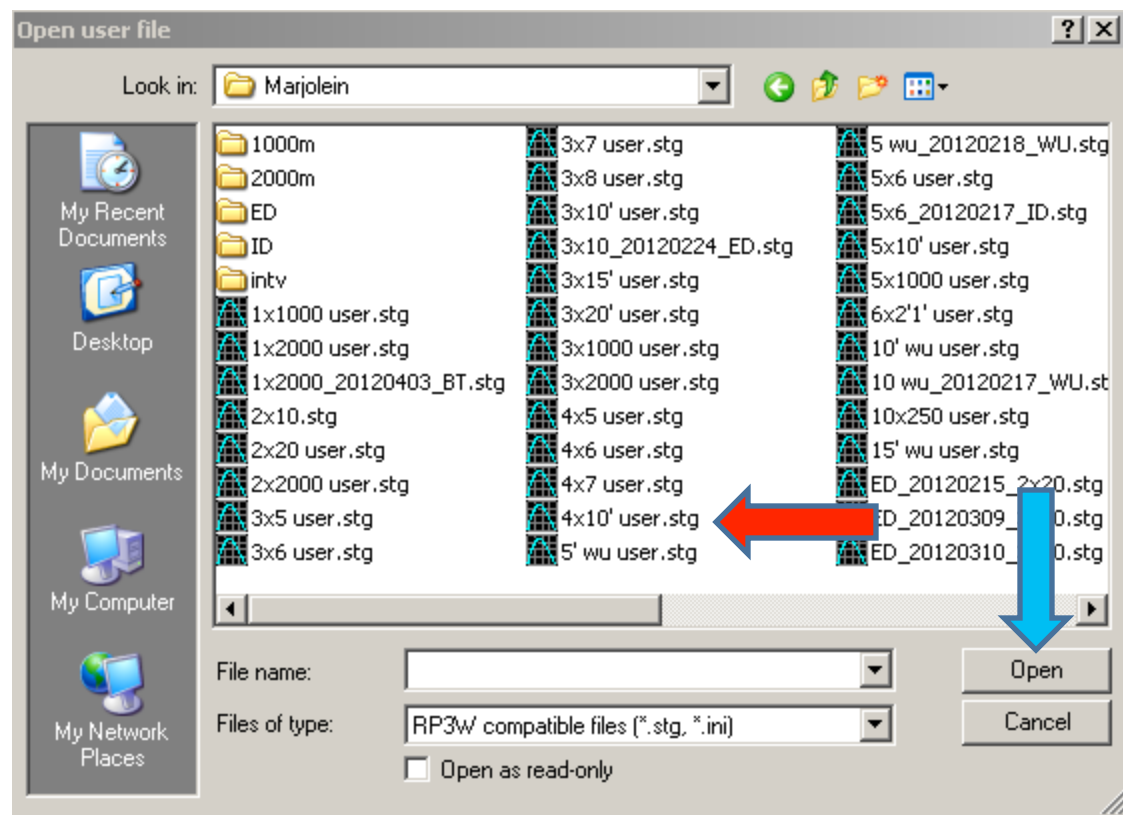 Open user file
Look in:
Marjolein
My Recent
Documents
Desktop
My Documents
My Computer
My Network
Places
1000m
2000m
ED
ID
intv
1x1000 user.stg
1x2000 user.stg
1x2000_20120403_BT.stg
2x10.stg
2x20 user.stg
2x2000 user.stg
3x5 user.stg
3x6 user.stg
3x7 user.stg
3x8 user.stg
3x10' user.stg
3x10_20120224_ED.stg
3x15' user.stg
3x20' user.stg
3x1000 user.stg
3x2000 user.stg
4x5 user.stg
4x6 user.stg
4x7 user.stg
4x10' user.stg
5' wu user.stg
5 wu_20120218_WU.stg
5x6 user.stg
5x6_20120217_ID.stg
5x10' user.stg
5x1000 user.stg
6x2'1' user.stg
10' wu user.stg
10 wu_20120217_WU.st
10x250 user.stg
15' wu user.stg
ED_20120215_2x20.stg
ED_20120309_ 0.stg
ED_20120310_ 0.stg
File name:
Open
Files of type:
RP3W compatible files (*.stg, *.ini)
Cancel
Open as read-only